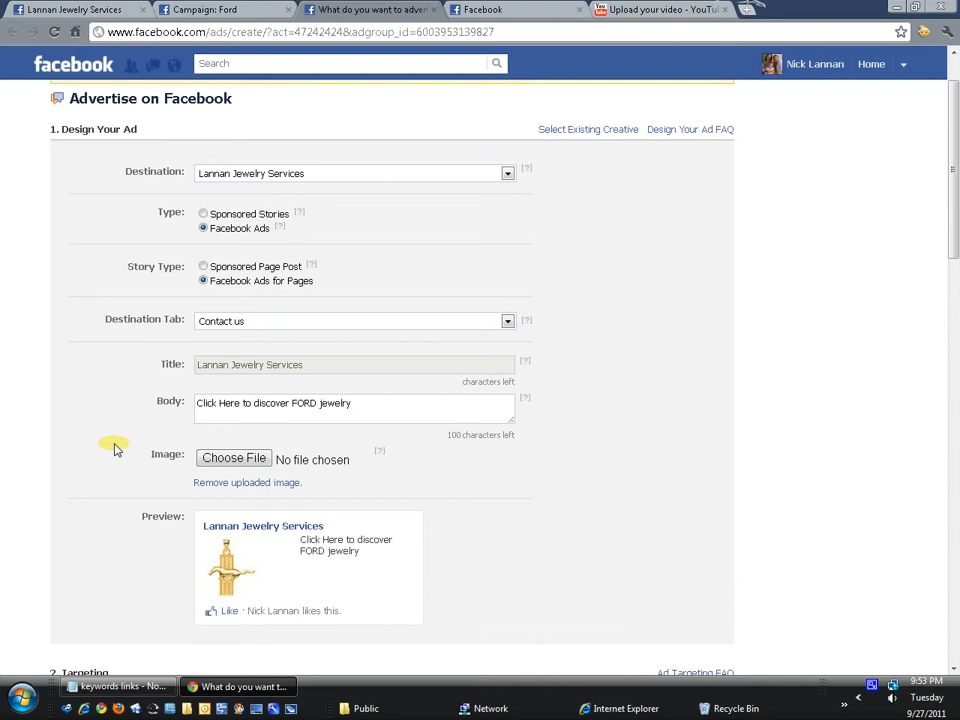 Lannan Jewelry Services
Campaign: Ford
What do you want to adver
Facebook
Upload your video - YouTu
www.facebook.com/ads/create/?act=47242424&adgroup_id=6003953139827
facebook
Search
Nick Lannan
Home
Advertise on Facebook
1. Design Your Ad
Select Existing Creative
Design Your Ad FAQ
Destination:
Lannan Jewelry Services
[?]
Type:
Sponsored Stories
[?]
Facebook Ads
[?]
Story Type:
Sponsored Page Post
[?]
Facebook Ads for Pages
Destination Tab:
Contact us
[?]
Title:
Lannan Jewelry Services
[?]
characters left
Body:
Click Here to discover FORD jewelry
[?]
100 characters left
Image:
Choose File
No file chosen
[?]
Remove uploaded image.
Preview:
Lannan Jewelry Services
Click Here to discover
FORD jewelry
Like · Nick Lannan likes this.
2. Targeting
Ad Targeting FAQ
keywords links - No...
What do you want t...
9:53 PM
Public
Network
Internet Explorer
Recycle Bin
Tuesday
9/27/2011